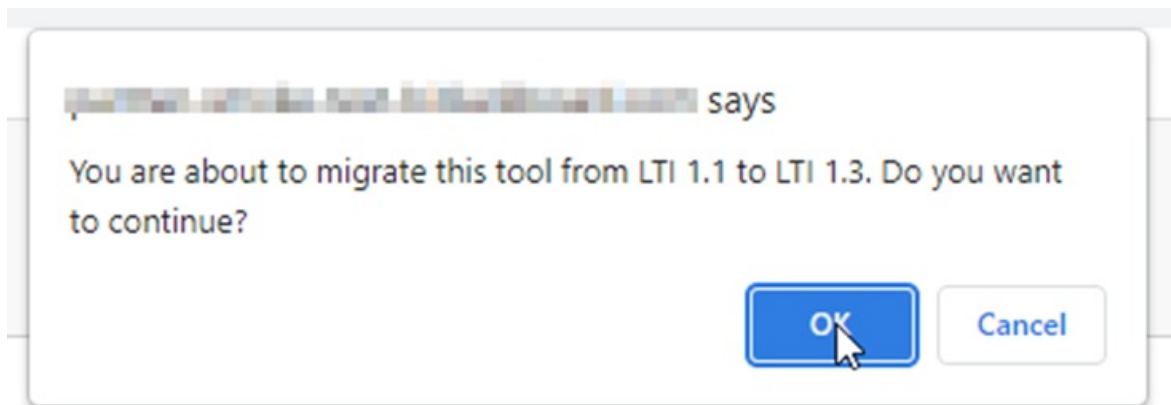 says
You are about to migrate this tool from LTI 1.1 to LTI 1.3. Do you want
to continue?
OK Cancel